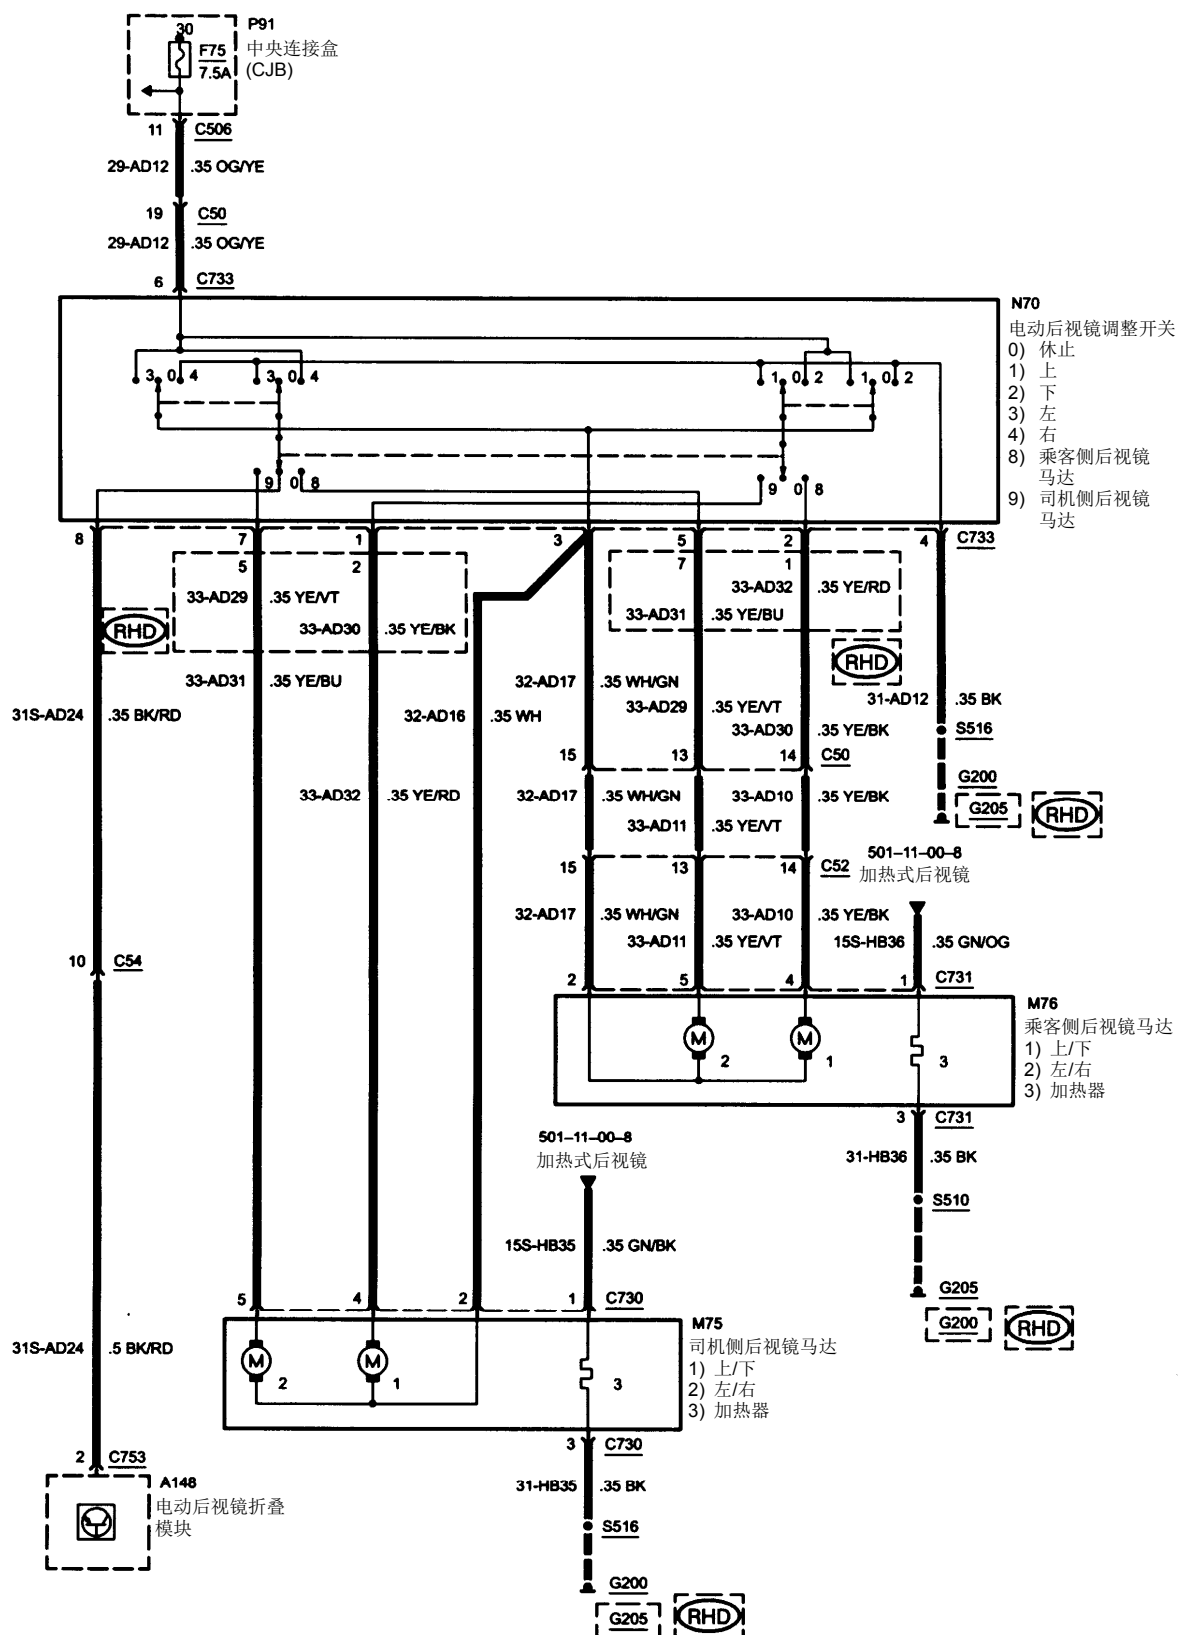 30
P91
中央连接盒
(CJB)
F75
7.5A
11 C506
29-AD12 .35 OG/YE
19 C50
29-AD12 .35 OG/YE
6 C733
N70
电动后视镜调整开关
0) 休止
1) 上
2) 下
3) 左
4) 右
8) 乘客侧后视镜
马达
9) 司机侧后视镜
马达
3 0 4 3 0 4 1 0 2 1 0 2
9 0 8 9 0 8
8 7 1 3 5 2 4 C733
5 2 7 1
33-AD29 .35 YE/VT
33-AD30 .35 YE/BK
33-AD32 .35 YE/RD
33-AD31 .35 YE/BU
RHD
RHD
33-AD31 .35 YE/BU
32-AD17 .35 WH/GN
33-AD29 .35 YE/VT
31-AD12 .35 BK
31S-AD24 .35 BK/RD
32-AD16 .35 WH
33-AD30 .35 YE/BK
S516
15 13 14 C50
G200
G205
RHD
33-AD32 .35 YE/RD
32-AD17 .35 WH/GN
33-AD10 .35 YE/BK
33-AD11 .35 YE/VT
501–11–00–8
加热式后视镜
15 13 14 C52
32-AD17 .35 WH/GN
33-AD10 .35 YE/BK
33-AD11 .35 YE/VT
15S-HB36 .35 GN/OG
10 C54
2 5 4 1 C731
M76
乘客侧后视镜马达
1) 上/下
2) 左/右
3) 加热器
M 2
M 1
3
3 C731
31-HB36 .35 BK
S510
G205
G200
RHD
501–11–00–8
加热式后视镜
15S-HB35 .35 GN/BK
5 4 2 1 C730
M75
司机侧后视镜马达
1) 上/下
2) 左/右
3) 加热器
M 2
M 1
3
31S-AD24 .5 BK/RD
3 C730
2 C753
A148
电动后视镜折叠
模块
31-HB35 .35 BK
S516
G200
G205
RHD